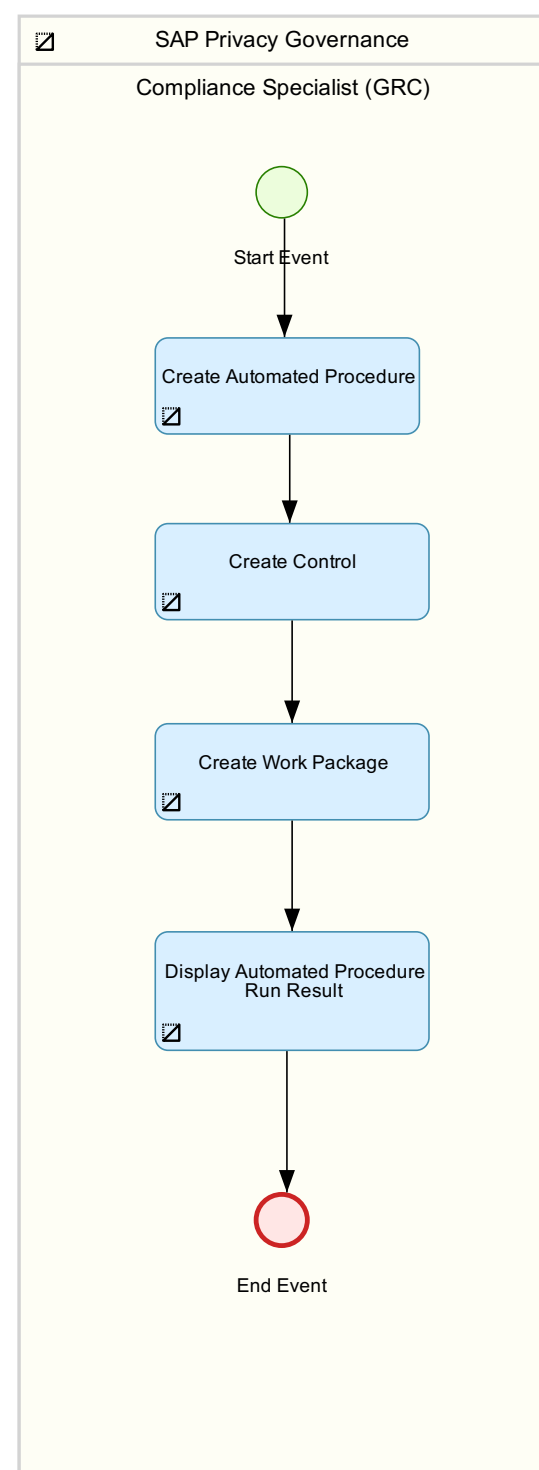 SAP Privacy Governance
Compliance Specialist (GRC)
Start Event
Create Automated Procedure
Create Control
Create Work Package
Display Automated Procedure
Run Result
End Event